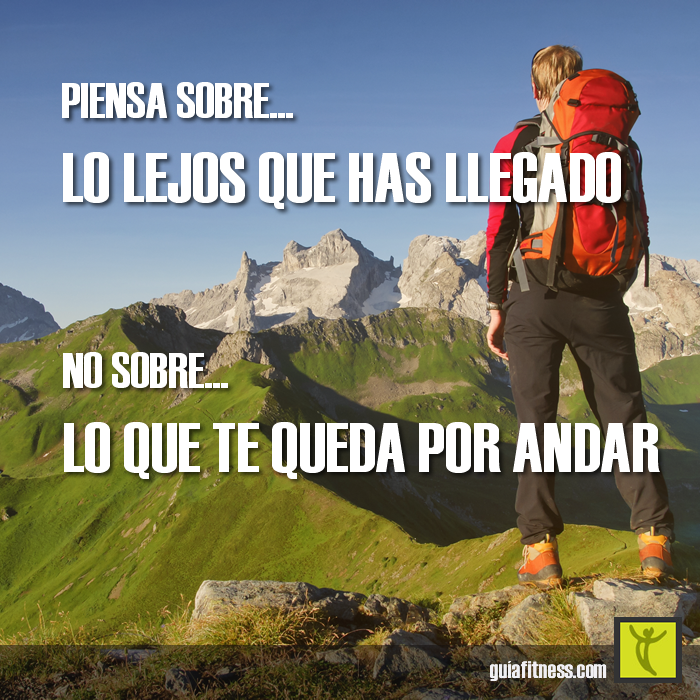 PIENSA SOBRE...
LO LEJOS QUE HAS LLEGADO
NO SOBRE...
LO QUE TE QUEDA POR ANDAR
guiafitness.com